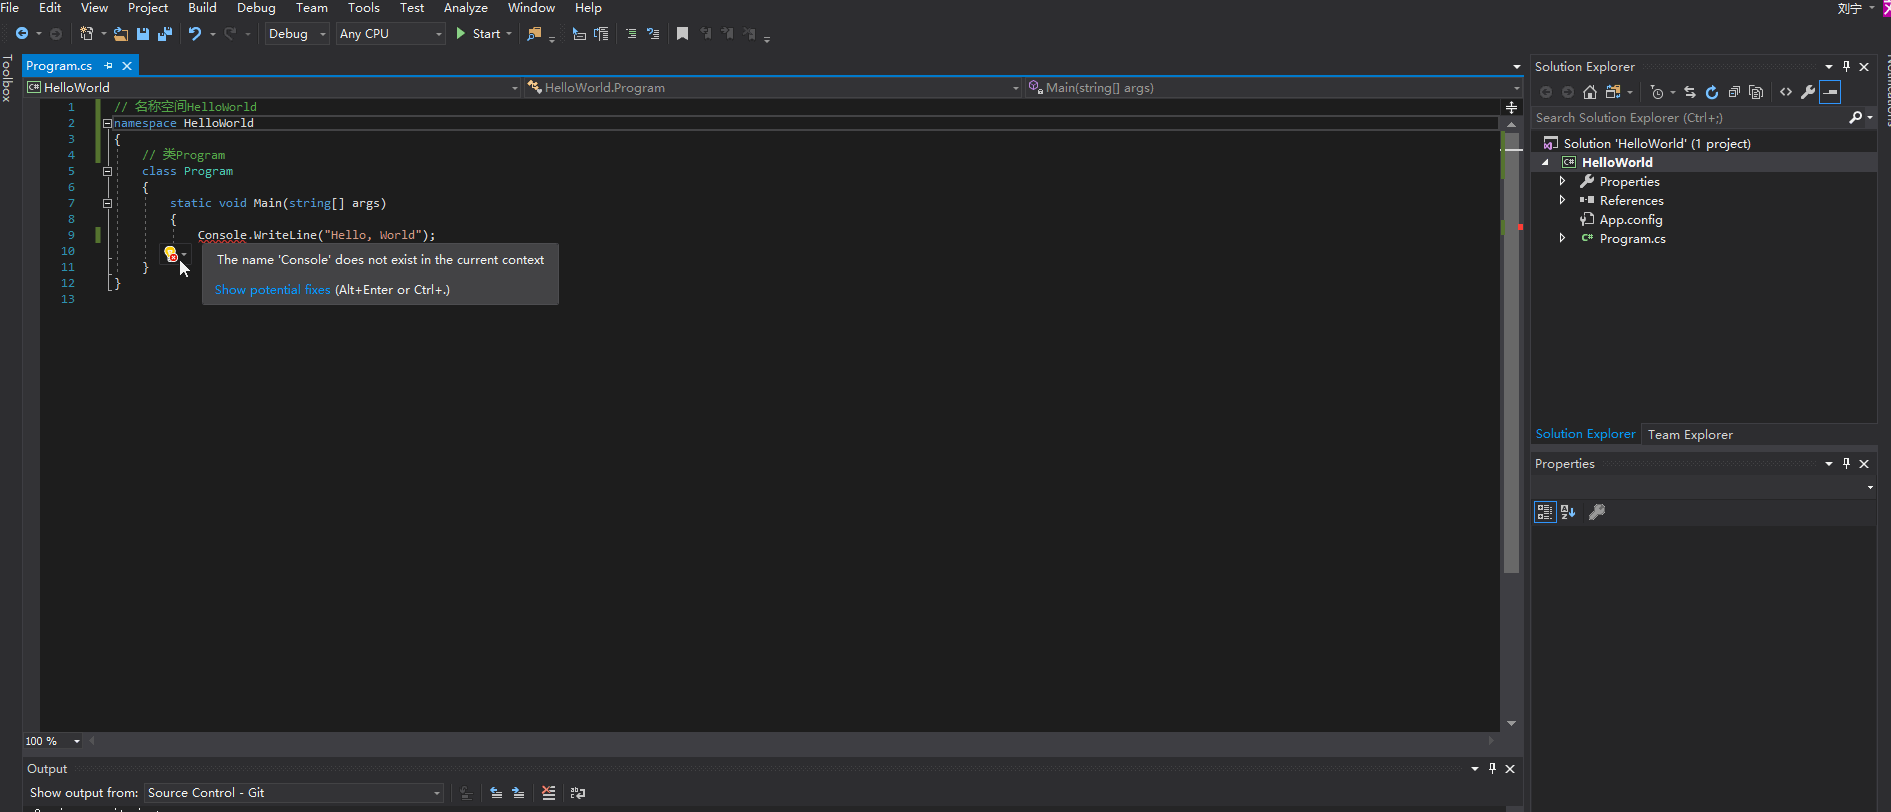 File Edit View Project Build Debug Team Tools Test Analyze Window Help 刘宁
Debug Any CPU Start
Toolbox
Program.cs
HelloWorld HelloWorld.Program Main(string[] args)
1 // 名称空间HelloWorld
2 namespace HelloWorld
3 {
4 // 类Program
5 class Program
6 {
7 static void Main(string[] args)
8 {
9 Console.WriteLine("Hello, World");
10
11 }
12 }
13
The name 'Console' does not exist in the current context
Show potential fixes (Alt+Enter or Ctrl+.)
100 %
Output
Show output from: Source Control - Git
Solution Explorer
Search Solution Explorer (Ctrl+;)
Solution 'HelloWorld' (1 project)
C# HelloWorld
Properties
References
App.config
C# Program.cs
Solution Explorer Team Explorer
Properties